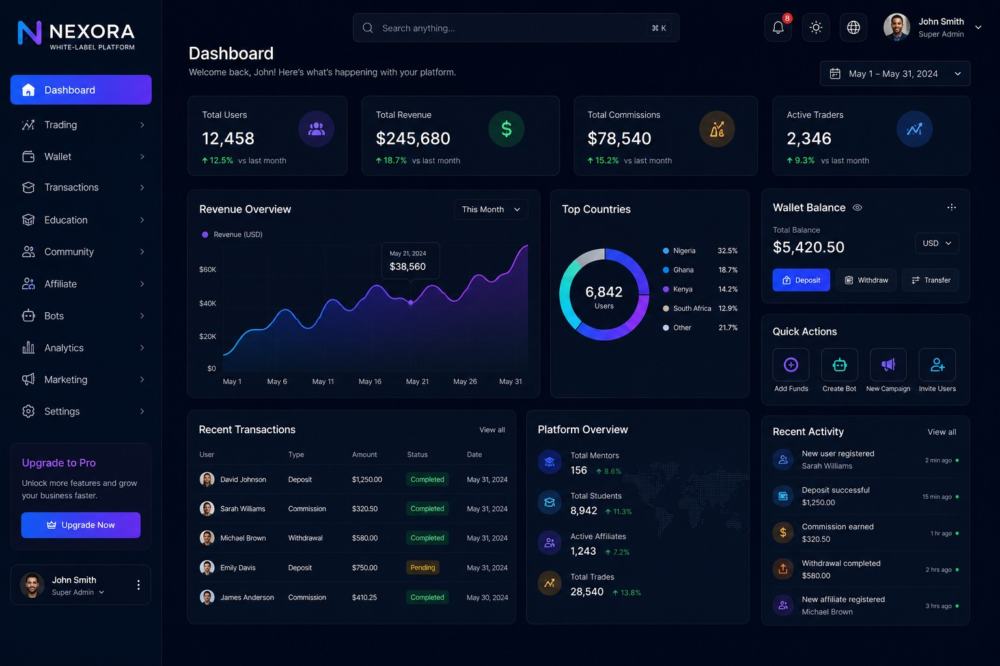 NEXORA
WHITE-LABEL PLATFORM
Search anything...
⌘ K
8
John Smith
Super Admin
Dashboard
Welcome back, John! Here's what's happening with your platform.
May 1 – May 31, 2024
Dashboard
Trading
Wallet
Transactions
Education
Community
Affiliate
Bots
Analytics
Marketing
Settings
Upgrade to Pro
Unlock more features and grow
your business faster.
Upgrade Now
John Smith
Super Admin
Total Users
12,458
↑ 12.5% vs last month
Total Revenue
$245,680
↑ 18.7% vs last month
Total Commissions
$78,540
↑ 15.2% vs last month
Active Traders
2,346
↑ 9.3% vs last month
Revenue Overview
This Month
Revenue (USD)
May 21, 2024
$38,560
$60K
$40K
$20K
$0
May 1 May 6 May 11 May 16 May 21 May 26 May 31
Top Countries
6,842
Users
Nigeria 32.5%
Ghana 18.7%
Kenya 14.2%
South Africa 12.9%
Other 21.7%
Wallet Balance
Total Balance
$5,420.50
USD
Deposit Withdraw Transfer
Quick Actions
Add Funds Create Bot New Campaign Invite Users
Recent Transactions
View all
User Type Amount Status Date
David Johnson Deposit $1,250.00 Completed May 31, 2024
Sarah Williams Commission $320.50 Completed May 31, 2024
Michael Brown Withdrawal $580.00 Completed May 31, 2024
Emily Davis Deposit $750.00 Pending May 31, 2024
James Anderson Commission $410.25 Completed May 30, 2024
Platform Overview
Total Mentors
156 ↑ 8.6%
Total Students
8,942 ↑ 11.3%
Active Affiliates
1,243 ↑ 7.2%
Total Trades
28,540 ↑ 13.8%
Recent Activity
View all
New user registered
Sarah Williams
2 min ago
Deposit successful
$1,250.00
15 min ago
Commission earned
$320.50
1 hr ago
Withdrawal completed
$580.00
2 hrs ago
New affiliate registered
Michael Brown
3 hrs ago